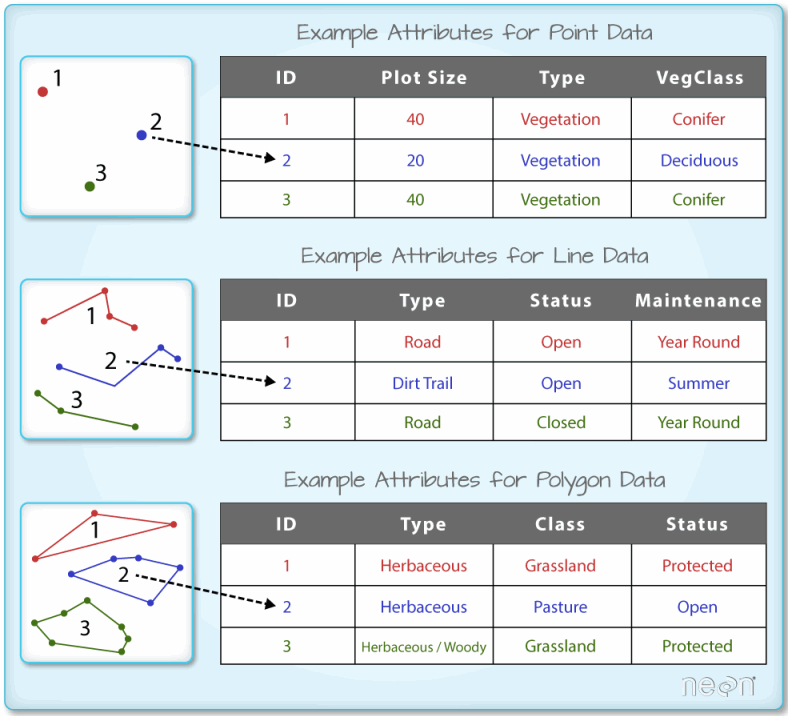 Example Attributes for Point Data
1
2
3
ID Plot Size Type VegClass
1 40 Vegetation Conifer
2 20 Vegetation Deciduous
3 40 Vegetation Conifer
Example Attributes for Line Data
1
2
3
ID Type Status Maintenance
1 Road Open Year Round
2 Dirt Trail Open Summer
3 Road Closed Year Round
Example Attributes for Polygon Data
1
2
3
ID Type Class Status
1 Herbaceous Grassland Protected
2 Herbaceous Pasture Open
3 Herbaceous / Woody Grassland Protected
neon